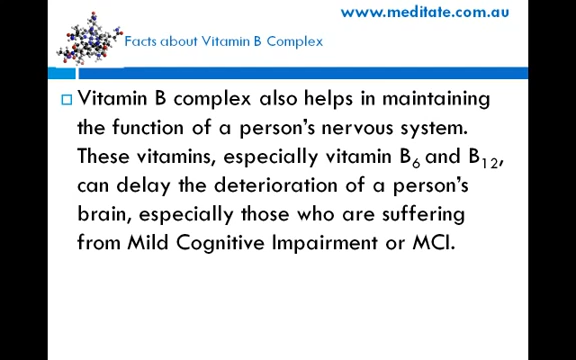 www.meditate.com.au
Facts about Vitamin B Complex
Vitamin B complex also helps in maintaining
the function of a person's nervous system.
These vitamins, especially vitamin B6 and B12,
can delay the deterioration of a person's
brain, especially those who are suffering
from Mild Cognitive Impairment or MCI.